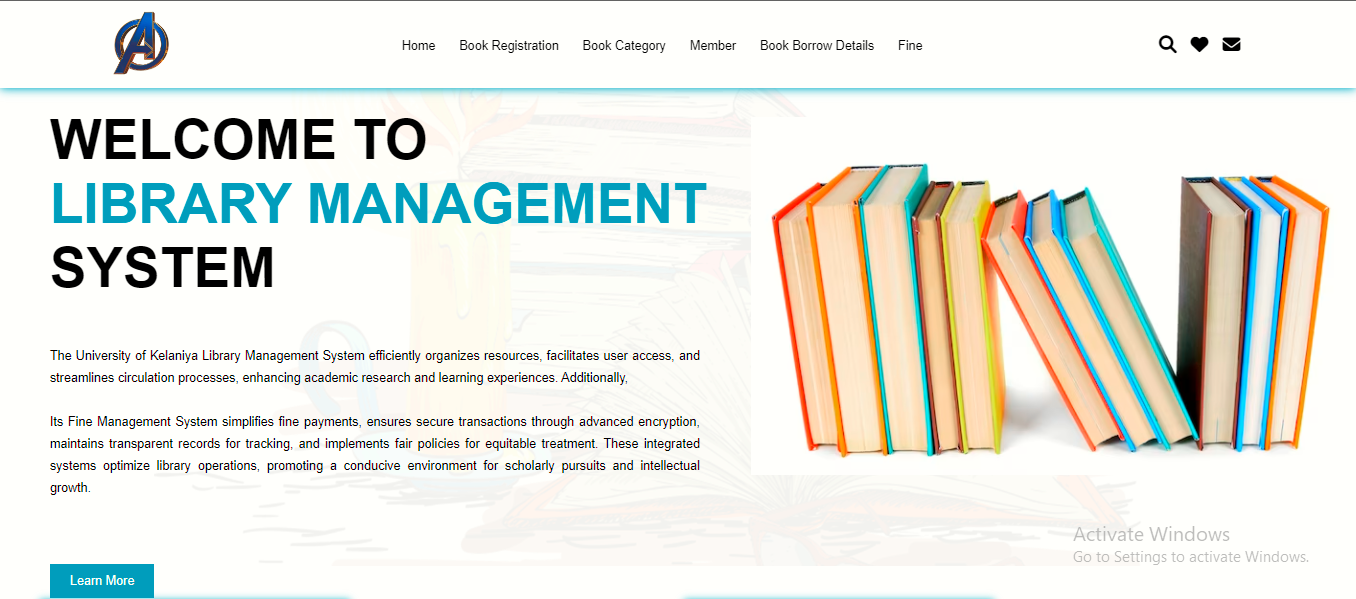 Home Book Registration Book Category Member Book Borrow Details Fine
WELCOME TO
LIBRARY MANAGEMENT
SYSTEM
The University of Kelaniya Library Management System efficiently organizes resources, facilitates user access, and
streamlines circulation processes, enhancing academic research and learning experiences. Additionally,
Its Fine Management System simplifies fine payments, ensures secure transactions through advanced encryption,
maintains transparent records for tracking, and implements fair policies for equitable treatment. These integrated
systems optimize library operations, promoting a conducive environment for scholarly pursuits and intellectual
growth.
Activate Windows
Go to Settings to activate Windows.
Learn More